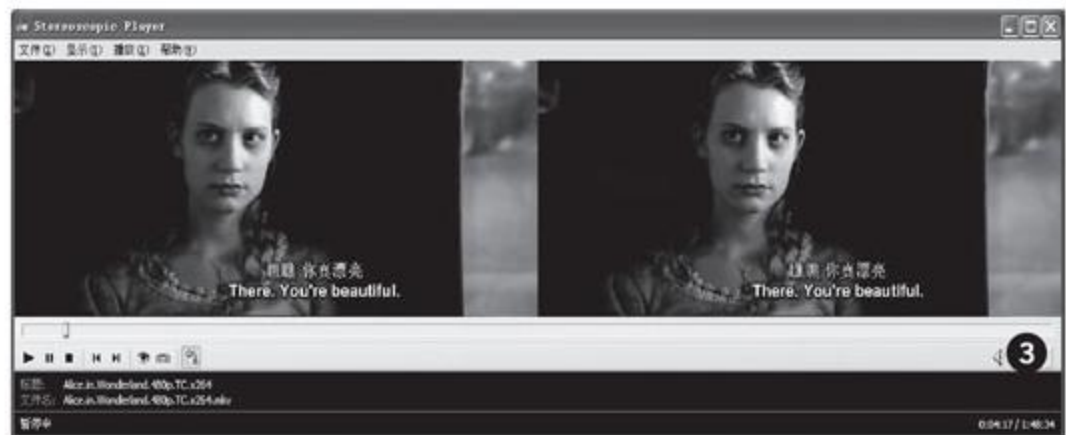 Stereoscopic Player
文件(F) 显示(V) 播放(P) 帮助(H)
你真漂亮
There. You're beautiful.
你真漂亮
There. You're beautiful.
3
标题: Alice.in.Wonderland.480p.TC.x264
文件名: Alice.in.Wonderland.480p.TC.x264.mkv
暂停中
0:04:17 / 1:48:34